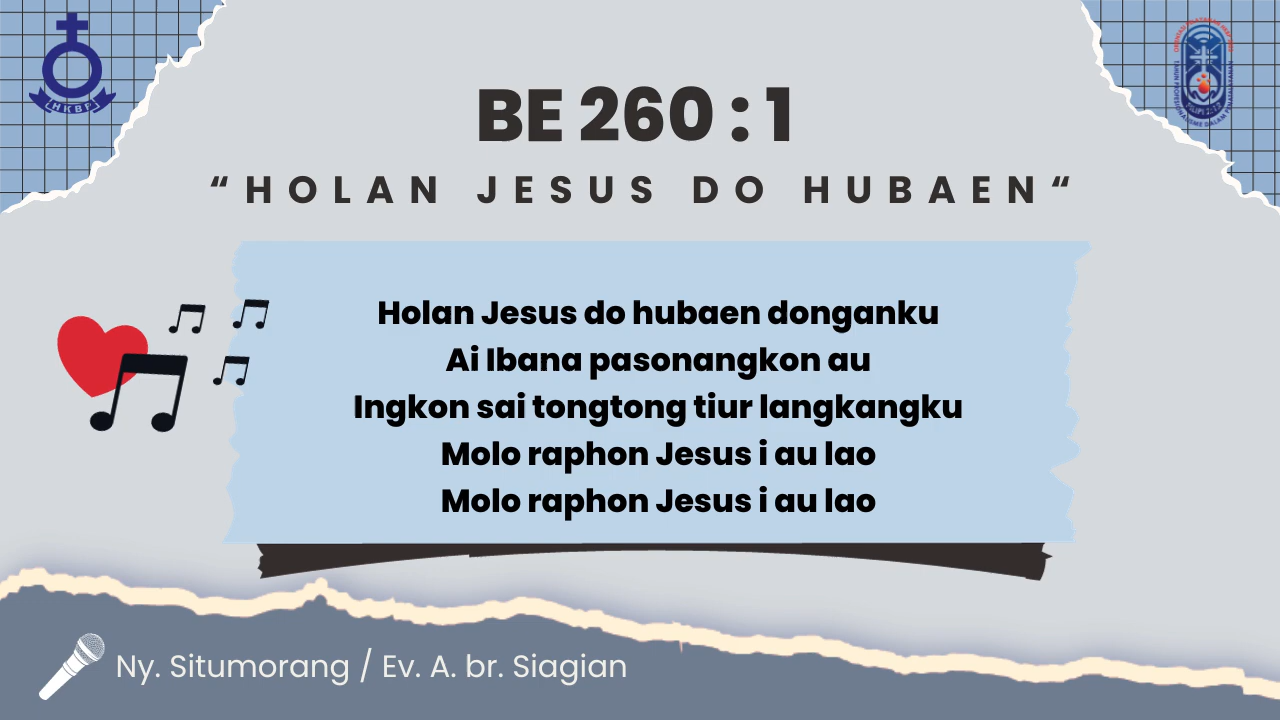 HKBP
BE 260 : 1
“HOLAN JESUS DO HUBAEN“
Holan Jesus do hubaen donganku
Ai Ibana pasonangkon au
Ingkon sai tongtong tiur langkangku
Molo raphon Jesus i au lao
Molo raphon Jesus i au lao
Ny. Situmorang / Ev. A. br. Siagian